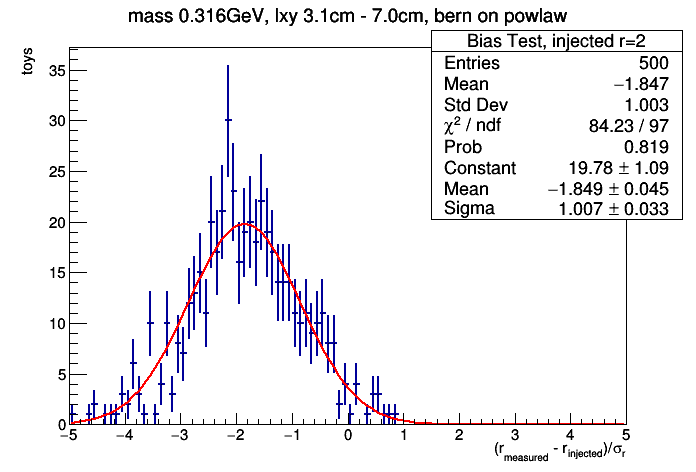 mass 0.316GeV, lxy 3.1cm - 7.0cm, bern on powlaw
Bias Test, injected r=2
Entries 500
Mean −1.847
Std Dev 1.003
χ² / ndf 84.23 / 97
Prob 0.819
Constant 19.78 ± 1.09
Mean −1.849 ± 0.045
Sigma 1.007 ± 0.033
toys
35
30
25
20
15
10
5
0
−5 −4 −3 −2 −1 0 1 2 3 4 5
(r_measured - r_injected)/σ_r